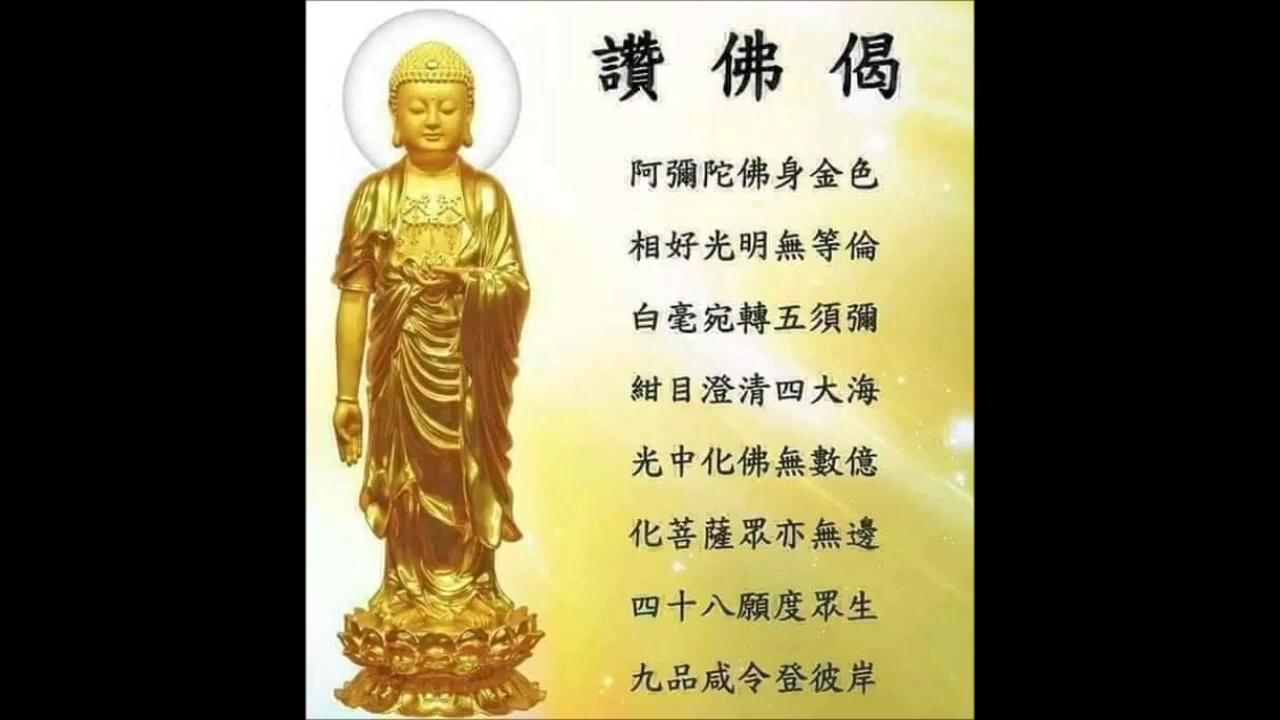 讚佛偈
阿彌陀佛身金色
相好光明無等倫
白毫宛轉五須彌
紺目澄清四大海
光中化佛無數億
化菩薩眾亦無邊
四十八願度眾生
九品咸令登彼岸